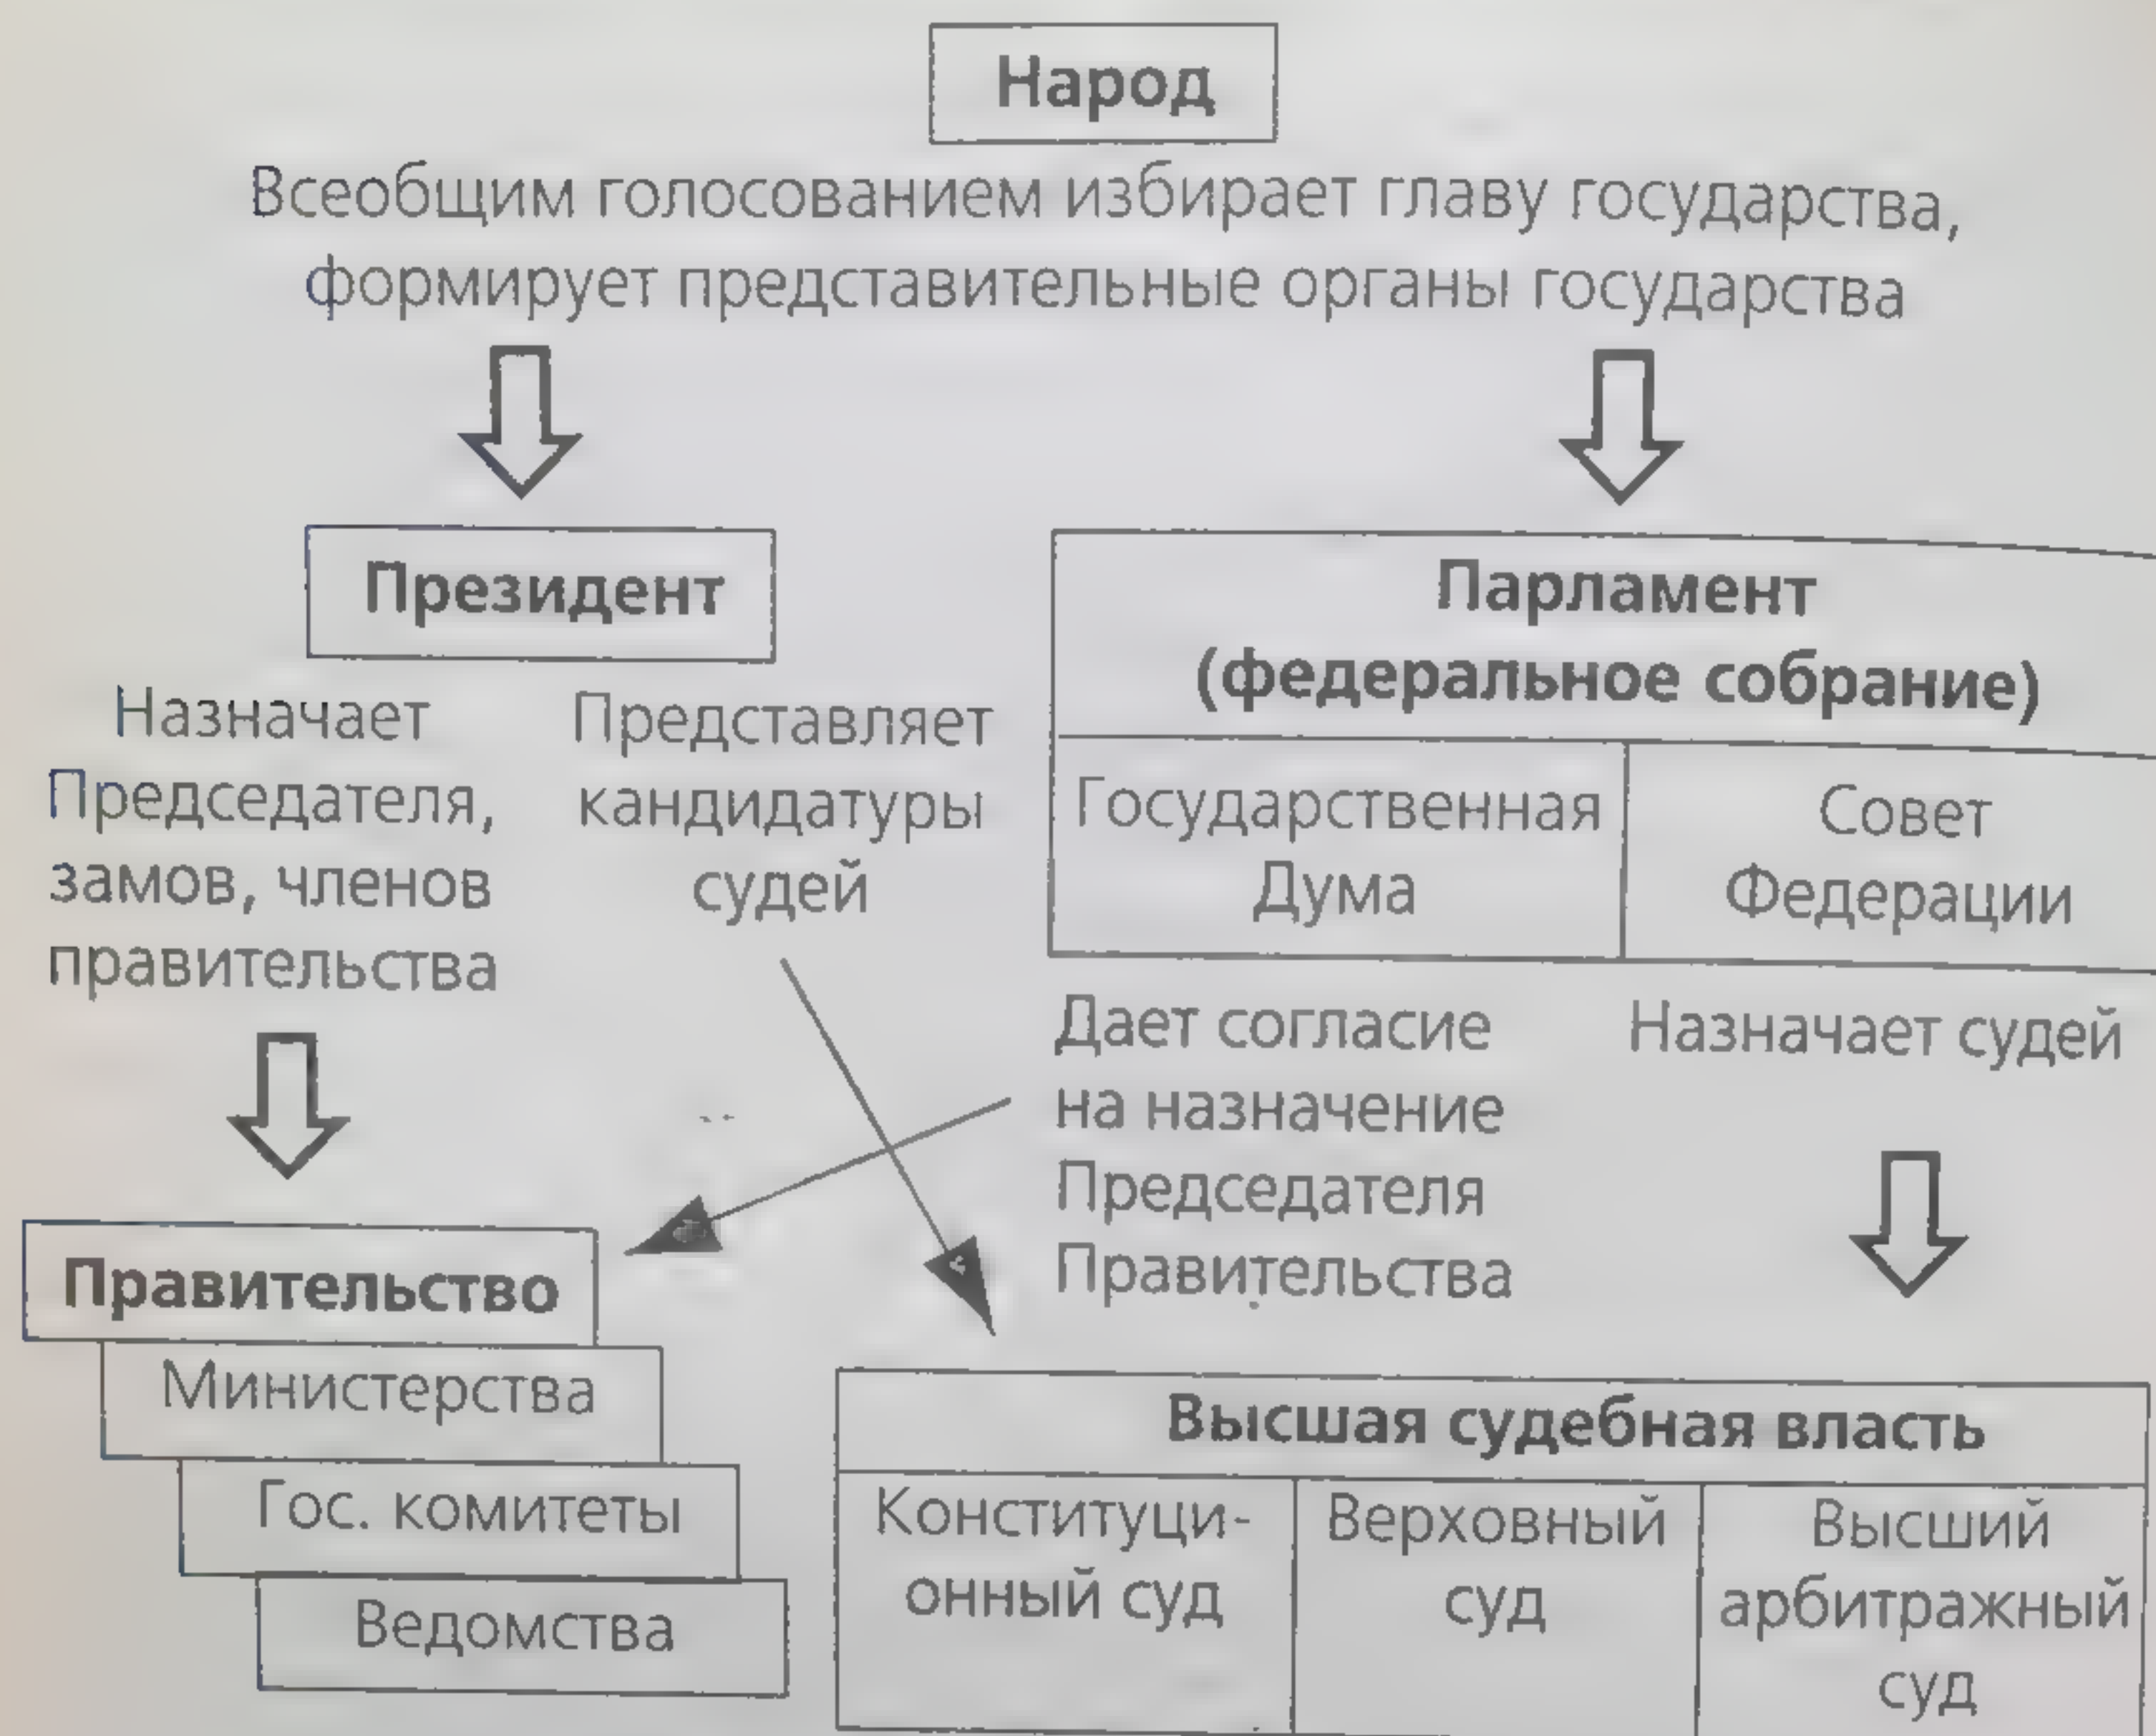 Народ
Всеобщим голосованием избирает главу государства,
формирует представительные органы государства
Президент
Назначает
Председателя,
замов, членов
правительства
Представляет
кандидатуры
судей
Парламент
(федеральное собрание)
Государственная
Дума
Совет
Федерации
Дает согласие
на назначение
Председателя
Правительства
Назначает судей
Правительство
Министерства
Гос. комитеты
Ведомства
Высшая судебная власть
Конституци-
онный суд
Верховный
суд
Высший
арбитражный
суд